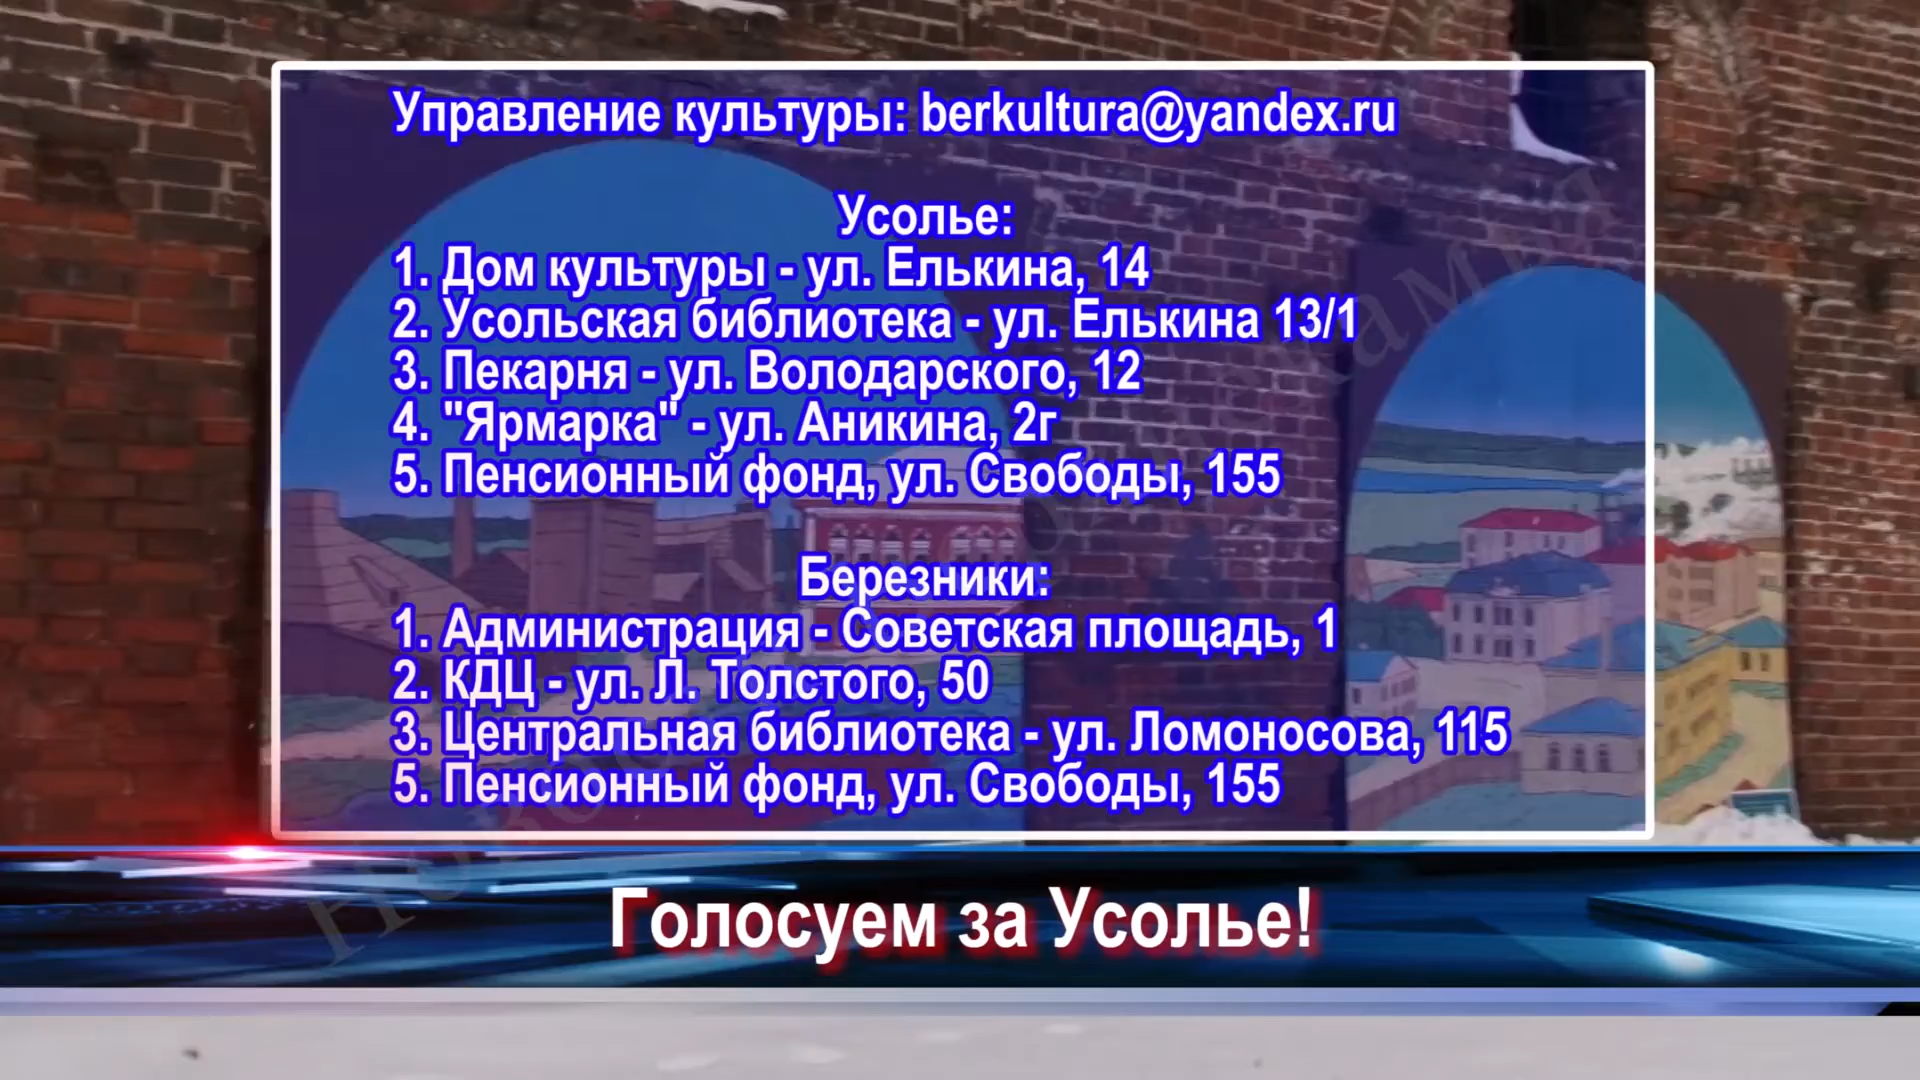 Управление культуры: berkultura@yandex.ru
Усолье:
1. Дом культуры - ул. Елькина, 14
2. Усольская библиотека - ул. Елькина 13/1
3. Пекарня - ул. Володарского, 12
4. "Ярмарка" - ул. Аникина, 2г
5. Пенсионный фонд, ул. Свободы, 155
Березники:
1. Администрация - Советская площадь, 1
2. КДЦ - ул. Л. Толстого, 50
3. Центральная библиотека - ул. Ломоносова, 115
5. Пенсионный фонд, ул. Свободы, 155
Голосуем за Усолье!